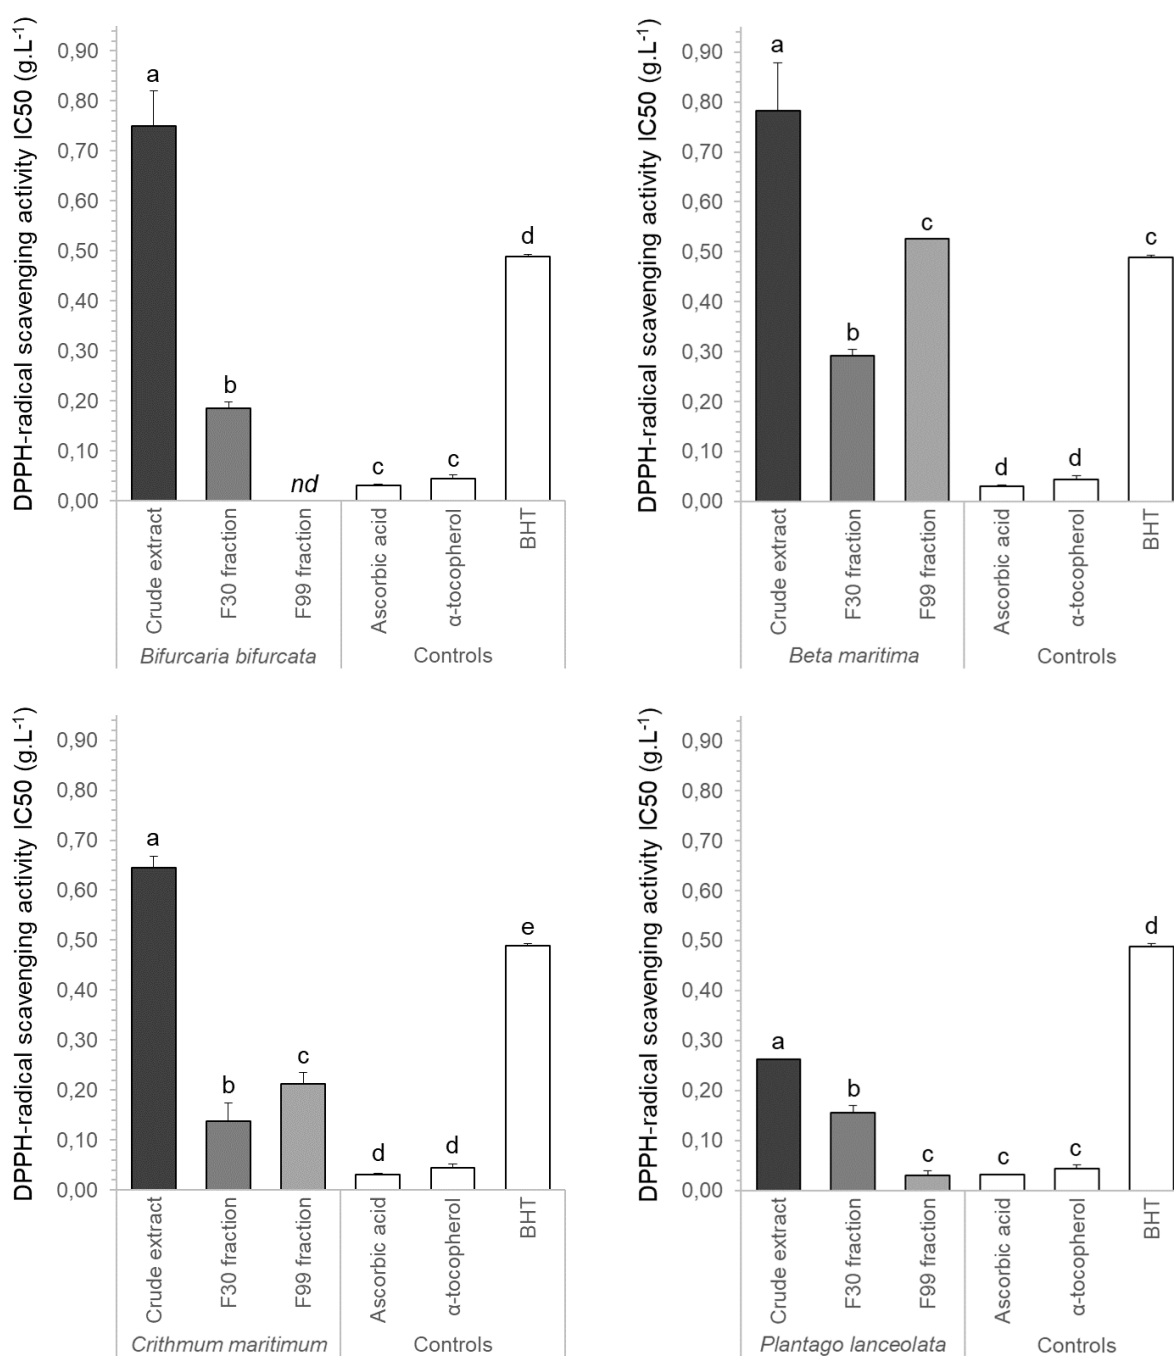 DPPH-radical scavenging activity IC50 (g.L⁻¹)
0,90
0,80
0,70
0,60
0,50
0,40
0,30
0,20
0,10
0,00
a
b
nd
c
c
d
Crude extract
F30 fraction
F99 fraction
Ascorbic acid
α-tocopherol
BHT
Bifurcaria bifurcata
Controls
DPPH-radical scavenging activity IC50 (g.L⁻¹)
0,90
0,80
0,70
0,60
0,50
0,40
0,30
0,20
0,10
0,00
a
b
c
d
d
c
Crude extract
F30 fraction
F99 fraction
Ascorbic acid
α-tocopherol
BHT
Beta maritima
Controls
DPPH-radical scavenging activity IC50 (g.L⁻¹)
0,90
0,80
0,70
0,60
0,50
0,40
0,30
0,20
0,10
0,00
a
b
c
d
d
e
Crude extract
F30 fraction
F99 fraction
Ascorbic acid
α-tocopherol
BHT
Crithmum maritimum
Controls
DPPH-radical scavenging activity IC50 (g.L⁻¹)
0,90
0,80
0,70
0,60
0,50
0,40
0,30
0,20
0,10
0,00
a
b
c
c
c
d
Crude extract
F30 fraction
F99 fraction
Ascorbic acid
α-tocopherol
BHT
Plantago lanceolata
Controls